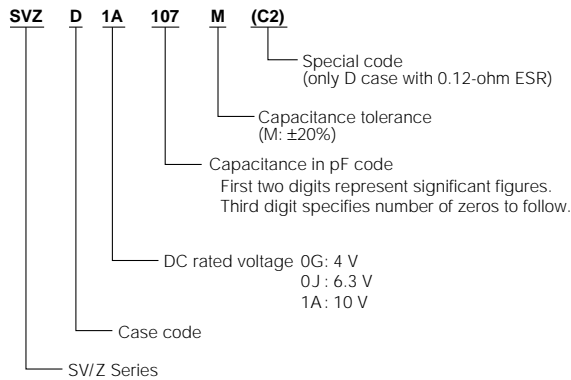 SVZ D 1A 107 M (C2)
Special code
(only D case with 0.12-ohm ESR)
Capacitance tolerance
(M: ±20%)
Capacitance in pF code
First two digits represent significant figures.
Third digit specifies number of zeros to follow.
DC rated voltage 0G: 4 V
0J : 6.3 V
1A : 10 V
Case code
SV/Z Series